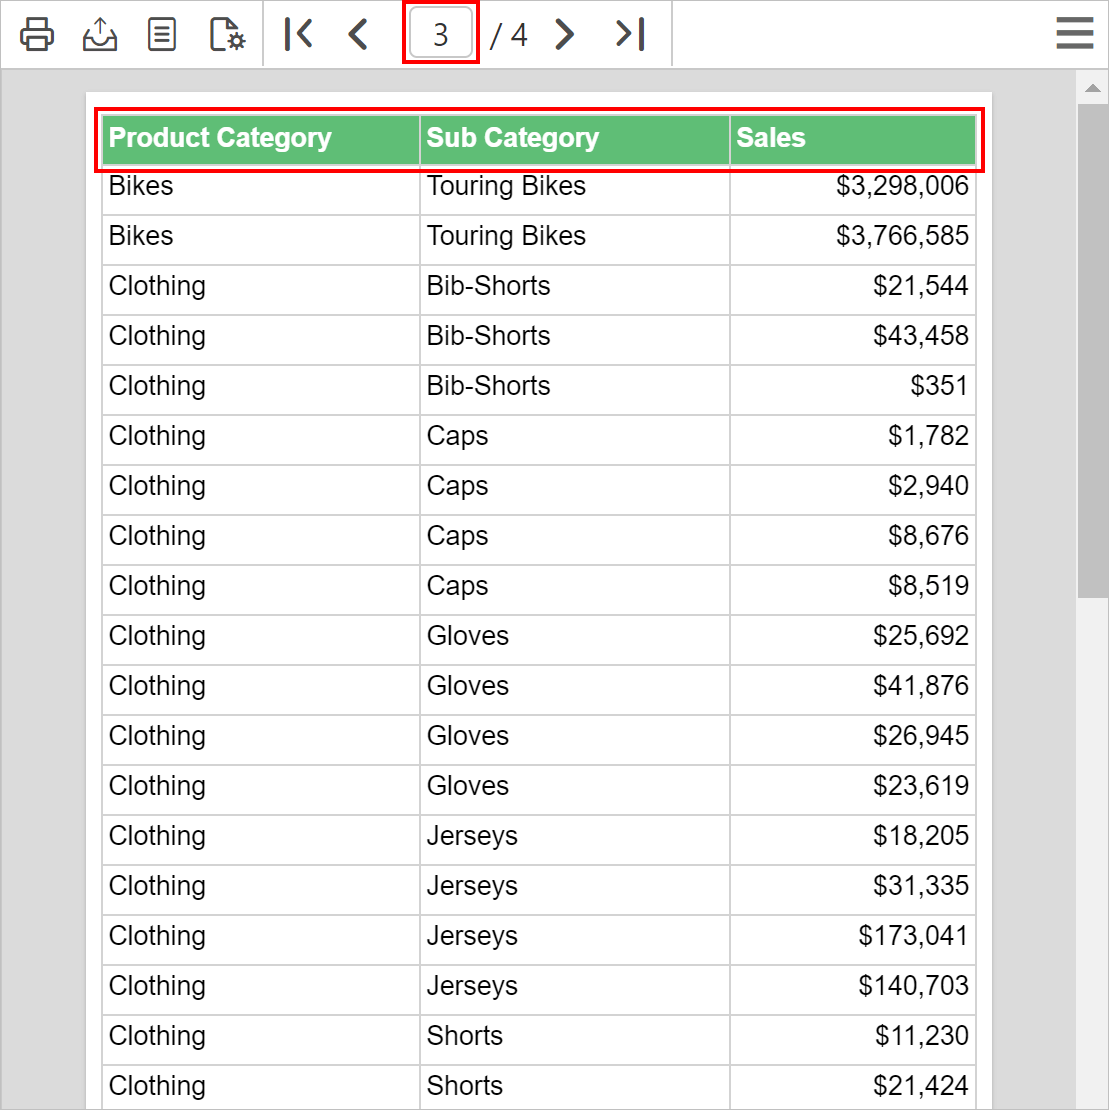 3 / 4
Product Category Sub Category Sales
Bikes Touring Bikes $3,298,006
Bikes Touring Bikes $3,766,585
Clothing Bib-Shorts $21,544
Clothing Bib-Shorts $43,458
Clothing Bib-Shorts $351
Clothing Caps $1,782
Clothing Caps $2,940
Clothing Caps $8,676
Clothing Caps $8,519
Clothing Gloves $25,692
Clothing Gloves $41,876
Clothing Gloves $26,945
Clothing Gloves $23,619
Clothing Jerseys $18,205
Clothing Jerseys $31,335
Clothing Jerseys $173,041
Clothing Jerseys $140,703
Clothing Shorts $11,230
Clothing Shorts $21,424